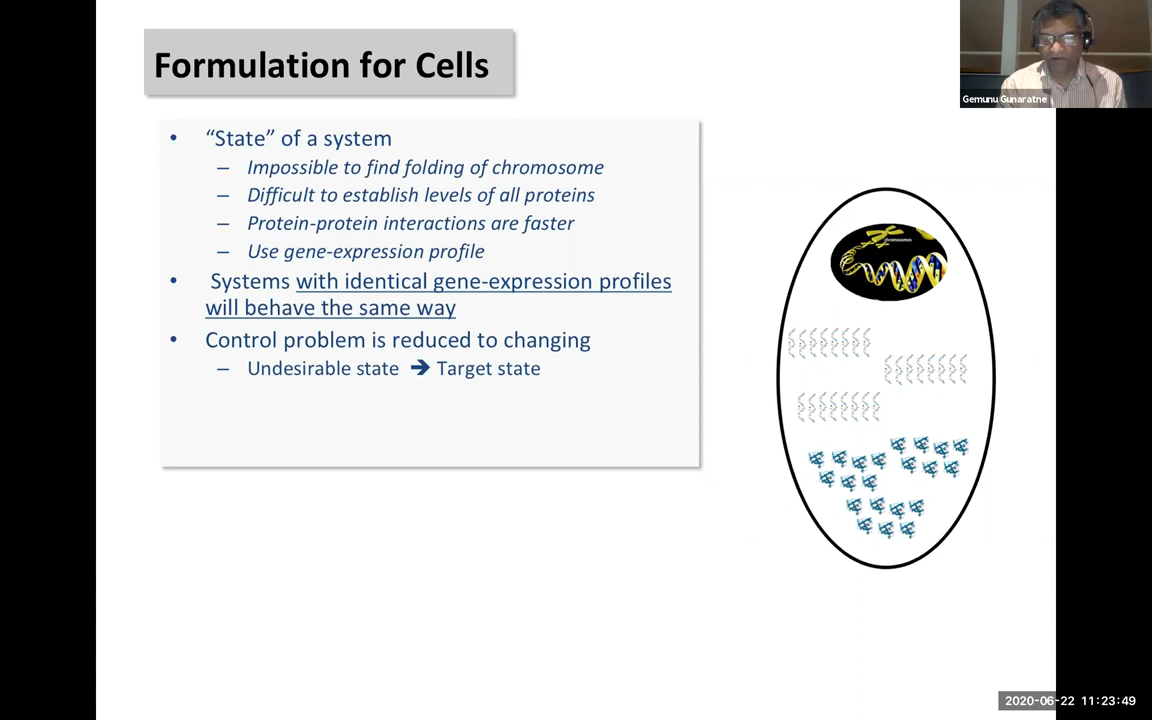 Formulation for Cells
Gemunu Gunaratne
• “State” of a system
– Impossible to find folding of chromosome
– Difficult to establish levels of all proteins
– Protein-protein interactions are faster
– Use gene-expression profile
• Systems with identical gene-expression profiles
will behave the same way
• Control problem is reduced to changing
– Undesirable state ➔ Target state
chromosomes
2020-06-22 11:23:49